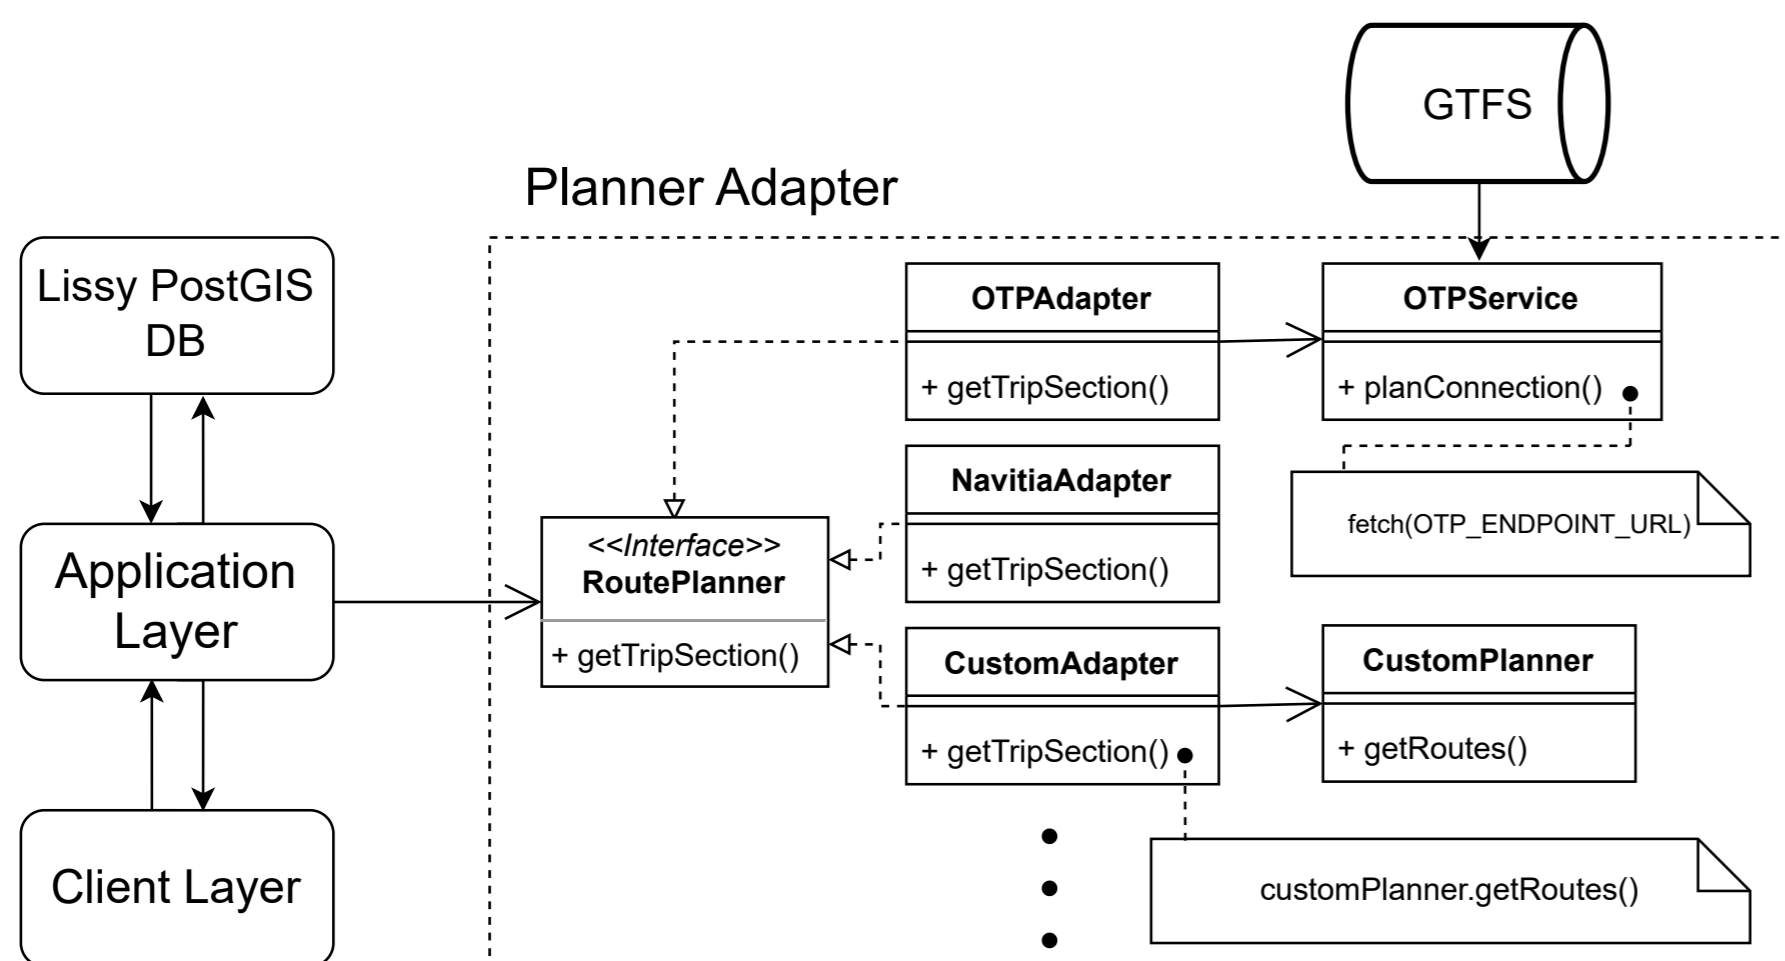 GTFS
Planner Adapter
Lissy PostGIS
DB
OTPAdapter
+ getTripSection()
OTPService
+ planConnection()
NavitiaAdapter
+ getTripSection()
fetch(OTP_ENDPOINT_URL)
Application
Layer
<<Interface>>
RoutePlanner
+ getTripSection()
CustomAdapter
+ getTripSection()
CustomPlanner
+ getRoutes()
Client Layer
customPlanner.getRoutes()